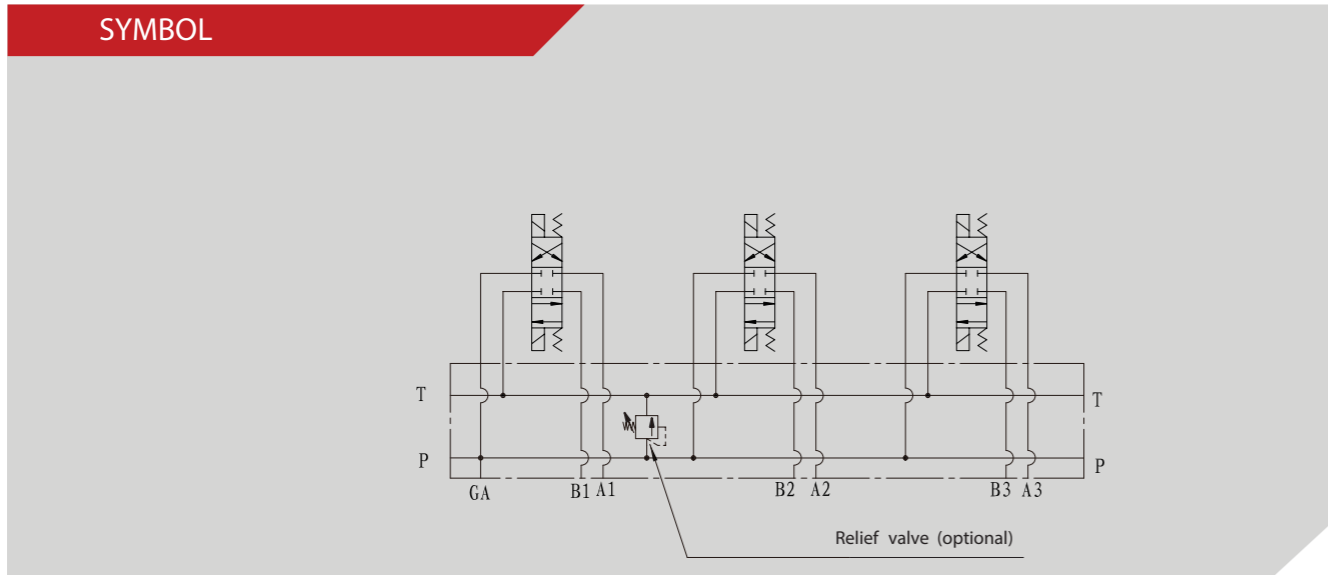 SYMBOL
T T
P P
GA B1 A1 B2 A2 B3 A3
Relief valve (optional)